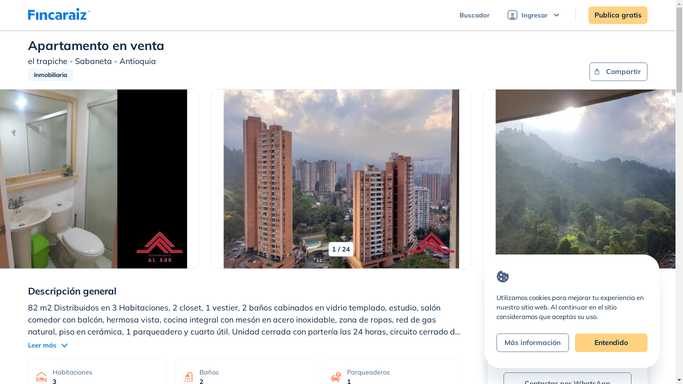 Fincaraiz
Buscador
Ingresar
Publica gratis
Apartamento en venta
el trapiche - Sabaneta - Antioquia
Inmobiliaria
Compartir
AL SUR
1 / 24
Descripción general
82 m2 Distribuidos en 3 Habitaciones, 2 closet, 1 vestier, 2 baños cabinados en vidrio templado, estudio, salón
comedor con balcón, hermosa vista, cocina integral con mesón en acero inoxidable, zona de ropas, red de gas
natural, piso en cerámica, 1 parqueadero y cuarto útil. Unidad cerrada con portería las 24 horas, circuito cerrado d...
Leer más
Habitaciones
3
Baños
2
Parqueaderos
1
Utilizamos cookies para mejorar tu experiencia en
nuestro sitio web. Al continuar en el sitio
consideramos que aceptas su uso.
Más información
Entendido
Contactar por WhatsApp